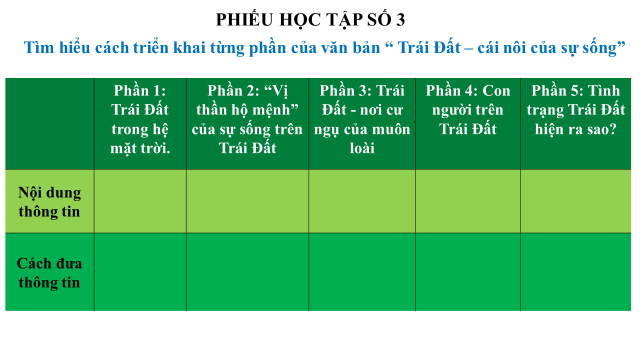 PHIẾU HỌC TẬP SỐ 3
Tìm hiểu cách triển khai từng phần của văn bản “ Trái Đất – cái nôi của sự sống”
Phần 1:
Trái Đất
trong hệ
mặt trời.
Phần 2: “Vị
thần hộ mệnh”
của sự sống trên
Trái Đất
Phần 3: Trái
Đất - nơi cư
ngụ của muôn
loài
Phần 4: Con
người trên
Trái Đất
Phần 5: Tình
trạng Trái Đất
hiện ra sao?
Nội dung
thông tin
Cách đưa
thông tin